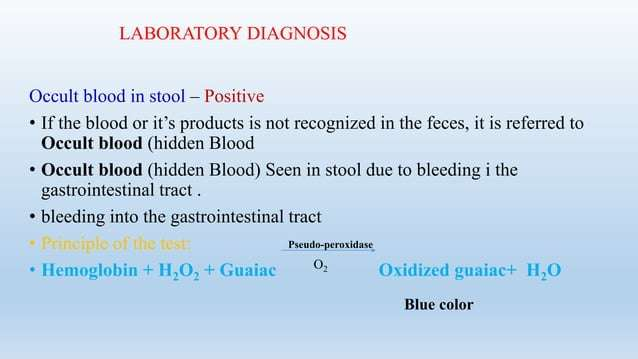 LABORATORY DIAGNOSIS
Occult blood in stool – Positive
• If the blood or it’s products is not recognized in the feces, it is referred to
Occult blood (hidden Blood
• Occult blood (hidden Blood) Seen in stool due to bleeding i the
gastrointestinal tract .
• bleeding into the gastrointestinal tract
• Principle of the test:
Pseudo-peroxidase
• Hemoglobin + H₂O₂ + Guaiac O₂ Oxidized guaiac+ H₂O
Blue color